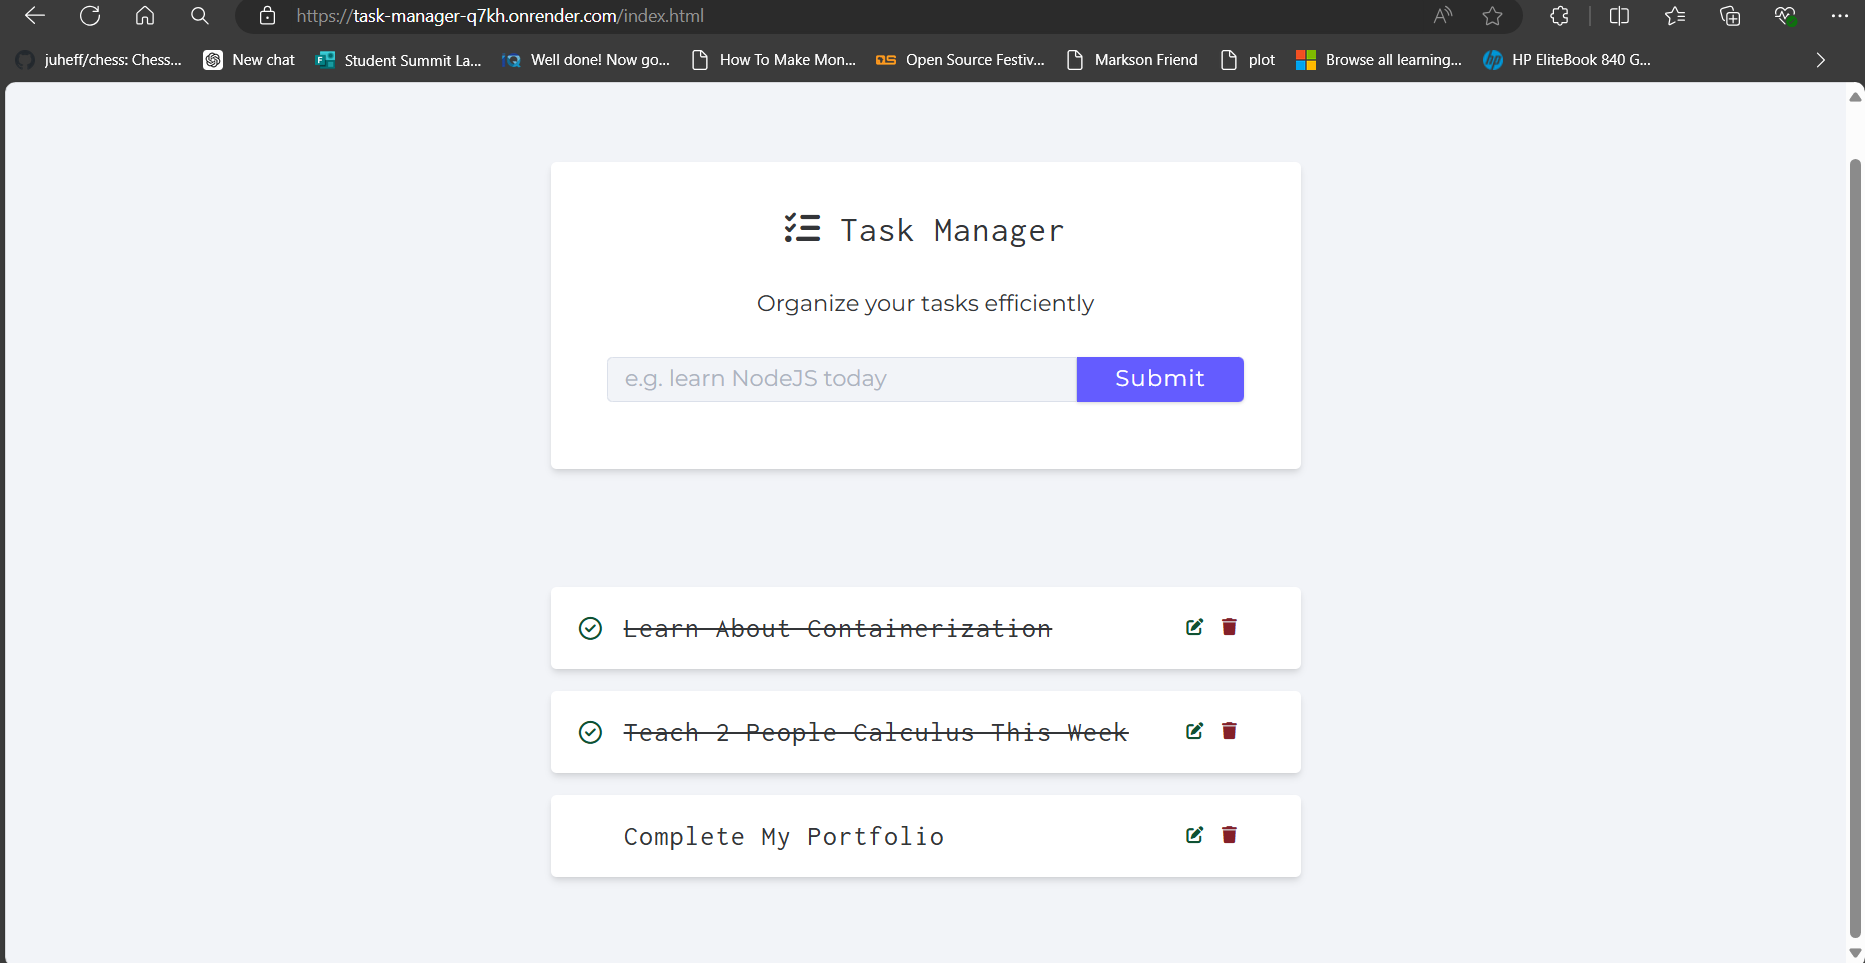 https://task-manager-q7kh.onrender.com/index.html
juheff/chess: Chess... New chat Student Summit La... Well done! Now go... How To Make Mon... Open Source Festiv... Markson Friend plot Browse all learning... HP EliteBook 840 G...
Task Manager
Organize your tasks efficiently
e.g. learn NodeJS today Submit
Learn About Containerization
Teach 2 People Calculus This Week
Complete My Portfolio